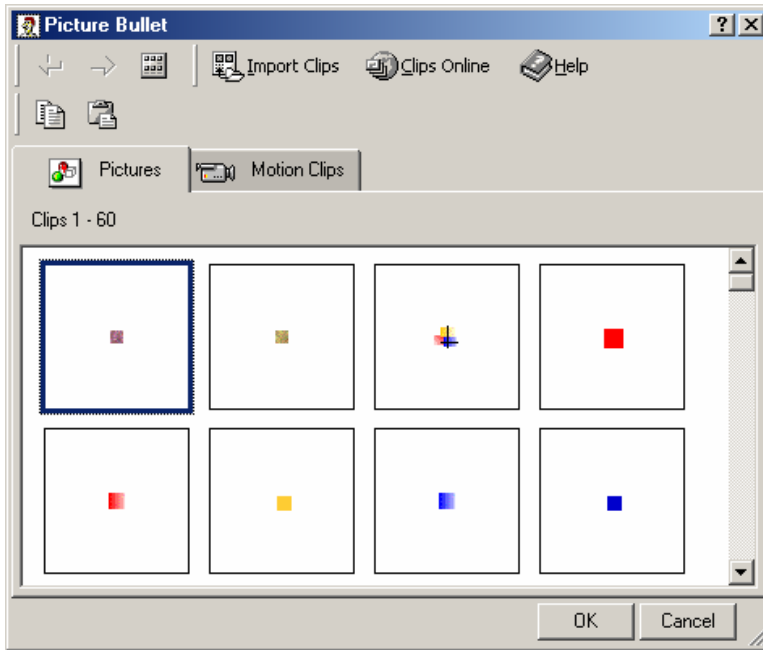 Picture Bullet
Import Clips Clips Online Help
Pictures Motion Clips
Clips 1 - 60
OK Cancel